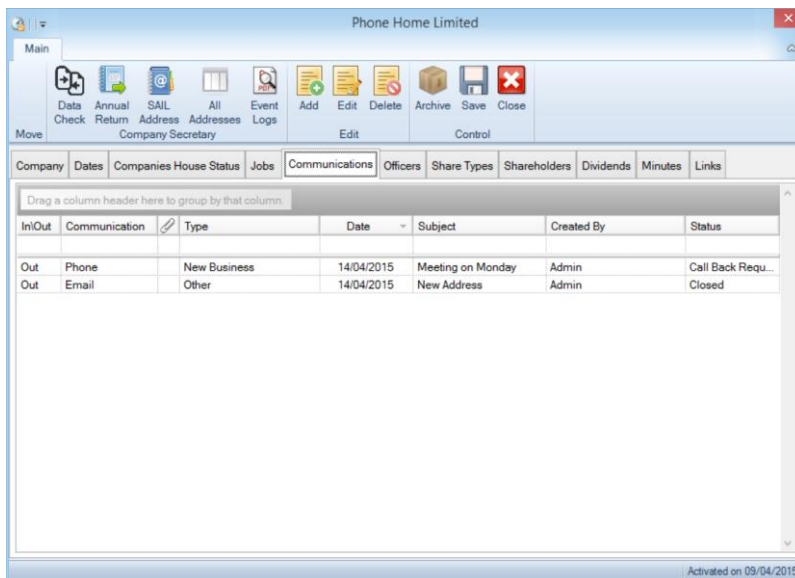 Phone Home Limited
Main
Data Check
Annual Return
SAIL Address
All Addresses
Event Logs
Add
Edit
Delete
Archive
Save
Close
Move
Company Secretary
Edit
Control
Company Dates Companies House Status Jobs Communications Officers Share Types Shareholders Dividends Minutes Links
Drag a column header here to group by that column.
In\Out Communication Type Date Subject Created By Status
Out Phone New Business 14/04/2015 Meeting on Monday Admin Call Back Requ...
Out Email Other 14/04/2015 New Address Admin Closed
Activated on 09/04/2015